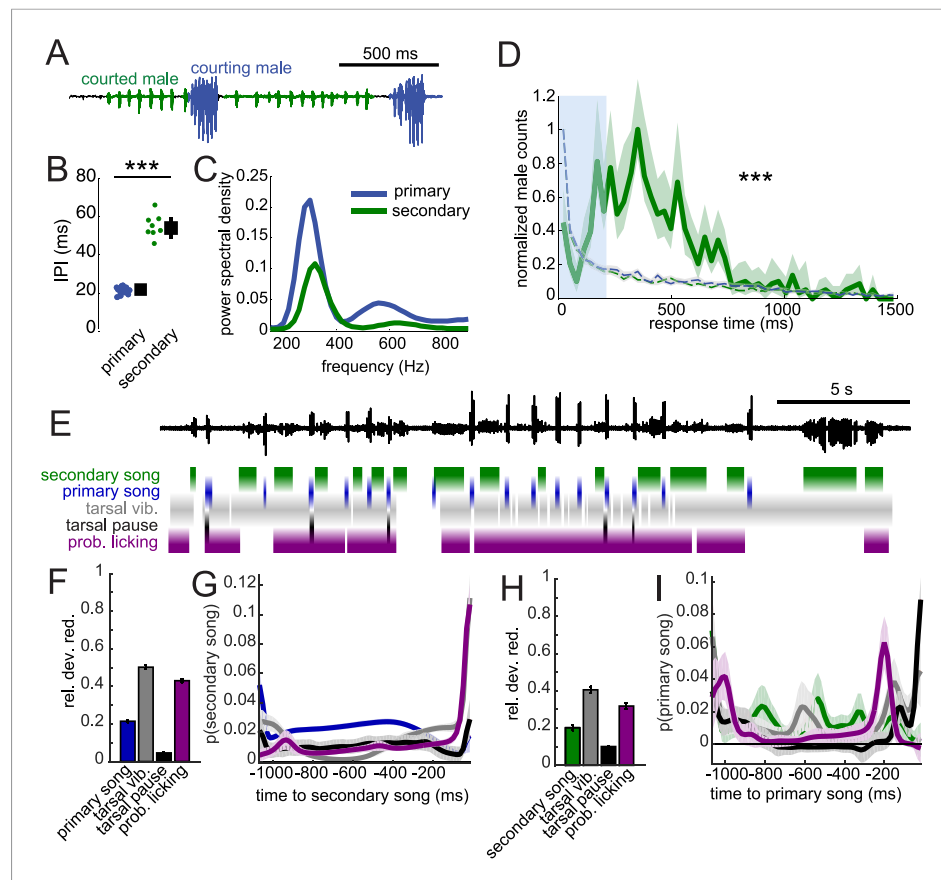 A
500 ms
courted male
courting male
B
***
IPI (ms)
80
60
40
20
0
primary
secondary
C
power spectral density
0.25
0.2
0.15
0.1
0.05
0
200
400
600
800
frequency (Hz)
primary
secondary
D
normalized male counts
1.2
1.0
0.8
0.6
0.4
0.2
0
***
0
500
1000
1500
response time (ms)
E
5 s
secondary song
primary song
tarsal vib.
tarsal pause
prob. licking
F
rel. dev. red.
1
0.8
0.6
0.4
0.2
0
primary song
tarsal vib.
tarsal pause
prob. licking
G
p(secondary song)
0.12
0.1
0.08
0.06
0.04
0.02
0
-1000
-800
-600
-400
-200
time to secondary song (ms)
H
rel. dev. red.
1
0.8
0.6
0.4
0.2
0
secondary song
tarsal vib.
tarsal pause
prob. licking
I
p(primary song)
0.1
0.08
0.06
0.04
0.02
0
-1000
-800
-600
-400
-200
time to primary song (ms)